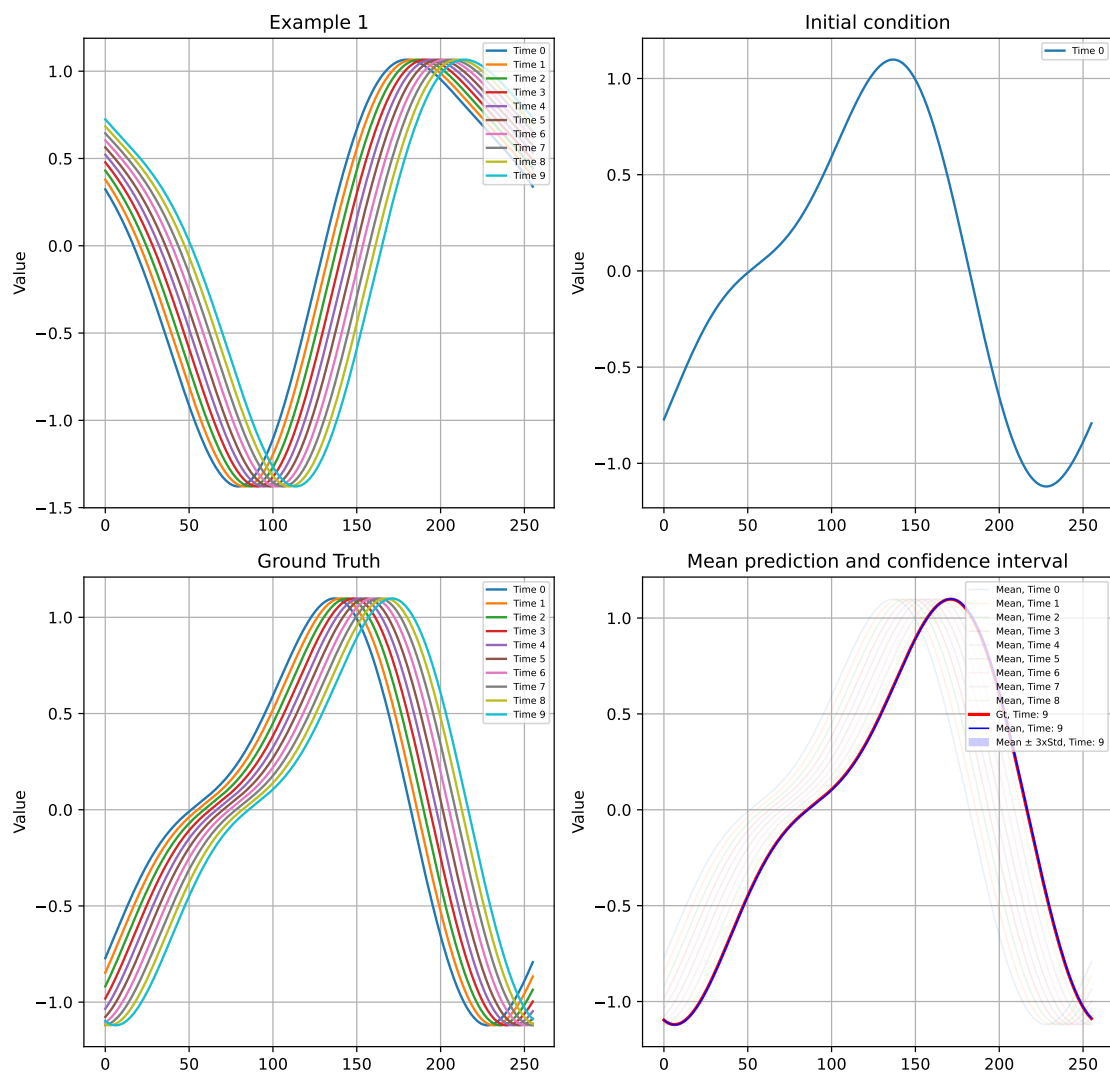 Example 1
1.0
0.5
0.0
−0.5
−1.0
−1.5
Value
0
50
100
150
200
250
Time 0
Time 1
Time 2
Time 3
Time 4
Time 5
Time 6
Time 7
Time 8
Time 9
Initial condition
1.0
0.5
0.0
−0.5
−1.0
Value
0
50
100
150
200
250
Time 0
Ground Truth
1.0
0.5
0.0
−0.5
−1.0
Value
0
50
100
150
200
250
Time 0
Time 1
Time 2
Time 3
Time 4
Time 5
Time 6
Time 7
Time 8
Time 9
Mean prediction and confidence interval
1.0
0.5
0.0
−0.5
−1.0
Value
0
50
100
150
200
250
Mean, Time 0
Mean, Time 1
Mean, Time 2
Mean, Time 3
Mean, Time 4
Mean, Time 5
Mean, Time 6
Mean, Time 7
Mean, Time 8
Gt, Time: 9
Mean, Time: 9
Mean ± 3xStd, Time: 9